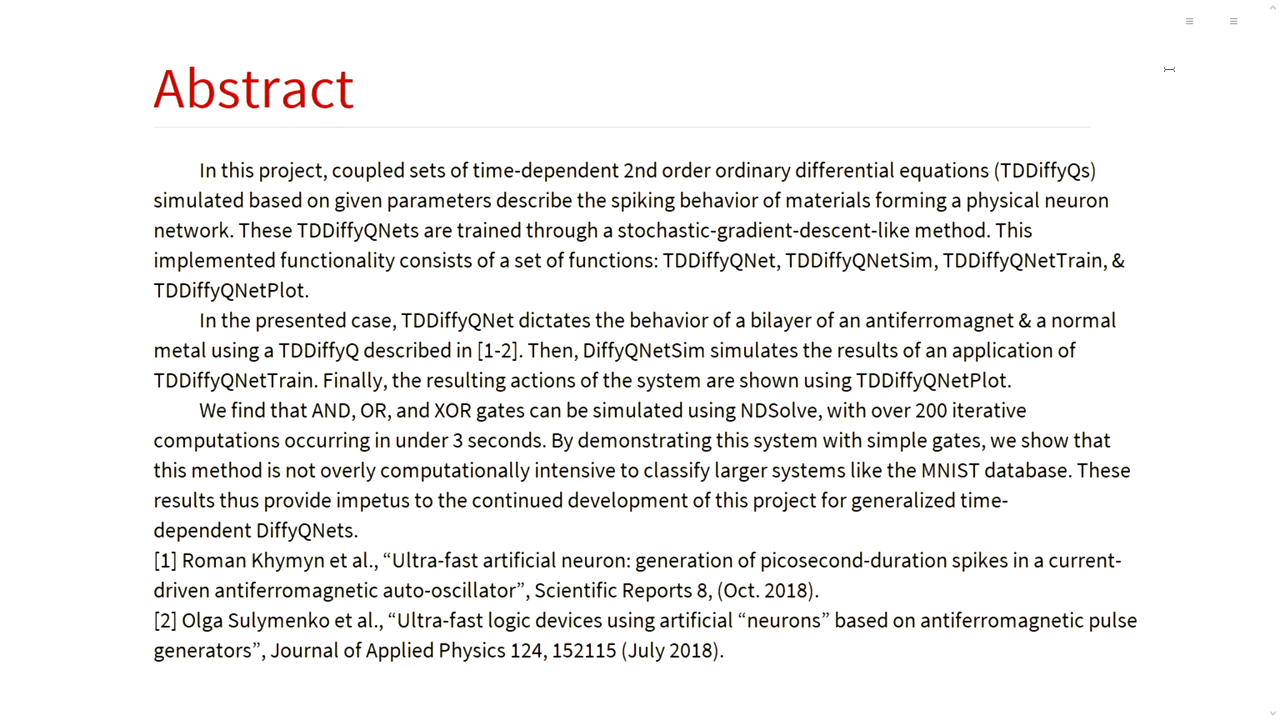 Abstract
In this project, coupled sets of time-dependent 2nd order ordinary differential equations (TDDiffyQs)
simulated based on given parameters describe the spiking behavior of materials forming a physical neuron
network. These TDDiffyQNets are trained through a stochastic-gradient-descent-like method. This
implemented functionality consists of a set of functions: TDDiffyQNet, TDDiffyQNetSim, TDDiffyQNetTrain, &
TDDiffyQNetPlot.
In the presented case, TDDiffyQNet dictates the behavior of a bilayer of an antiferromagnet & a normal
metal using a TDDiffyQ described in [1-2]. Then, DiffyQNetSim simulates the results of an application of
TDDiffyQNetTrain. Finally, the resulting actions of the system are shown using TDDiffyQNetPlot.
We find that AND, OR, and XOR gates can be simulated using NDSolve, with over 200 iterative
computations occurring in under 3 seconds. By demonstrating this system with simple gates, we show that
this method is not overly computationally intensive to classify larger systems like the MNIST database. These
results thus provide impetus to the continued development of this project for generalized time-
dependent DiffyQNets.
[1] Roman Khymyn et al., “Ultra-fast artificial neuron: generation of picosecond-duration spikes in a current-
driven antiferromagnetic auto-oscillator”, Scientific Reports 8, (Oct. 2018).
[2] Olga Sulymenko et al., “Ultra-fast logic devices using artificial “neurons” based on antiferromagnetic pulse
generators”, Journal of Applied Physics 124, 152115 (July 2018).